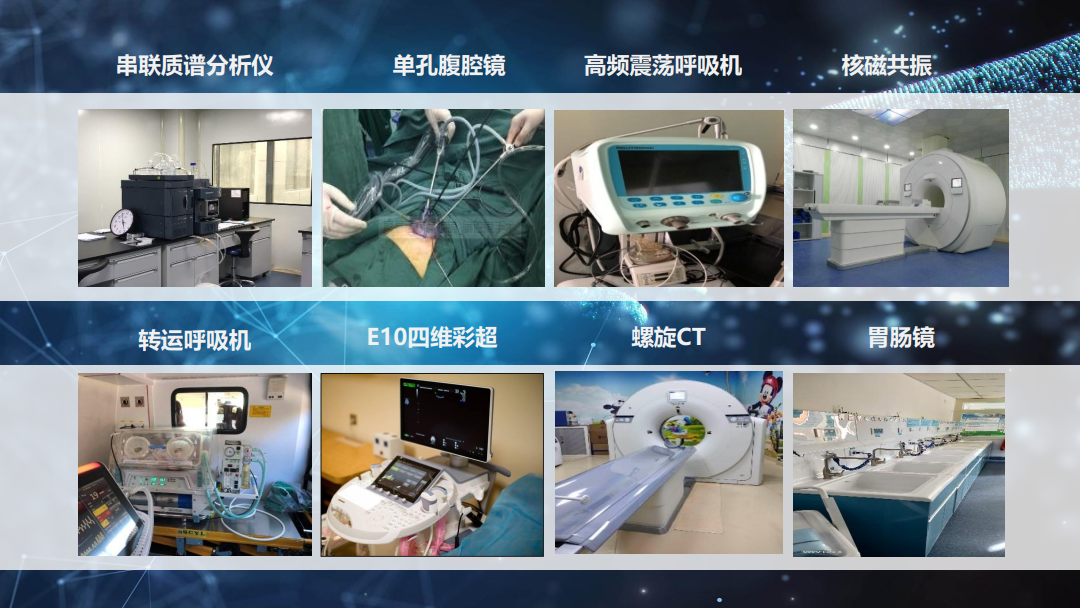 串联质谱分析仪
单孔腹腔镜
高频震荡呼吸机
核磁共振
转运呼吸机
E10四维彩超
螺旋CT
胃肠镜